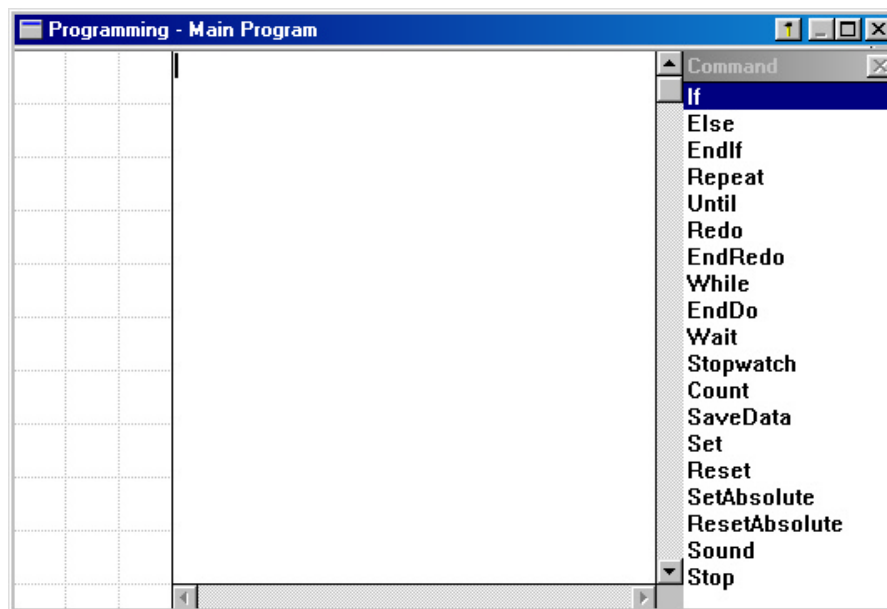 Programming - Main Program
Command
If
Else
EndIf
Repeat
Until
Redo
EndRedo
While
EndDo
Wait
Stopwatch
Count
SaveData
Set
Reset
SetAbsolute
ResetAbsolute
Sound
Stop